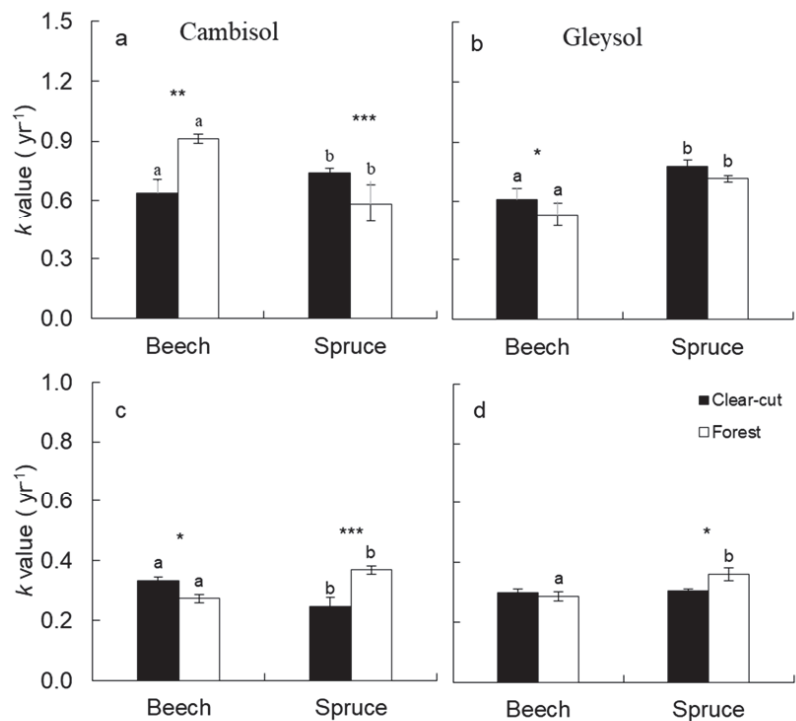 a Cambisol
b Gleysol
k value ( yr⁻¹)
1.5
1.2
0.9
0.6
0.3
0.0
** ***
a a b b
*
a a b b
Beech Spruce
Beech Spruce
c
d
Clear-cut
Forest
k value ( yr⁻¹)
1.0
0.8
0.6
0.4
0.2
0.0
* ***
a a b b
*
a b
Beech Spruce
Beech Spruce